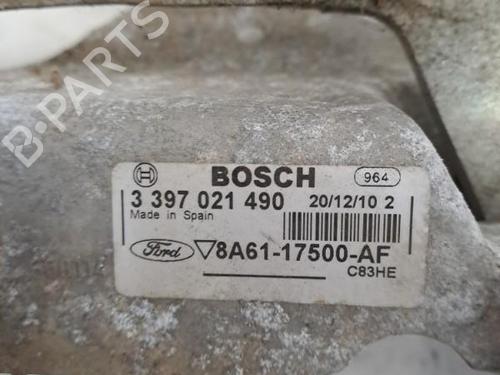 B-PARTS
BOSCH
964
3 397 021 490
20/12/10 2
Made in Spain
Ford
8A61-17500-AF
C83HE